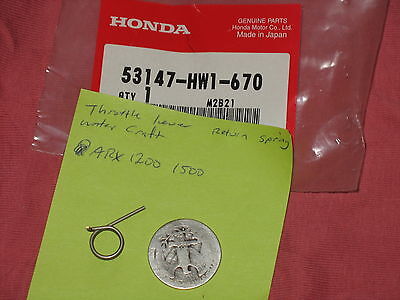 HONDA
GENUINE PARTS
Honda Motor Co., Ltd.
Made in Japan
53147-HW1-670
QTY 1
M2B21
Throttle Lever Return spring
water craft
ARX 1200 1500